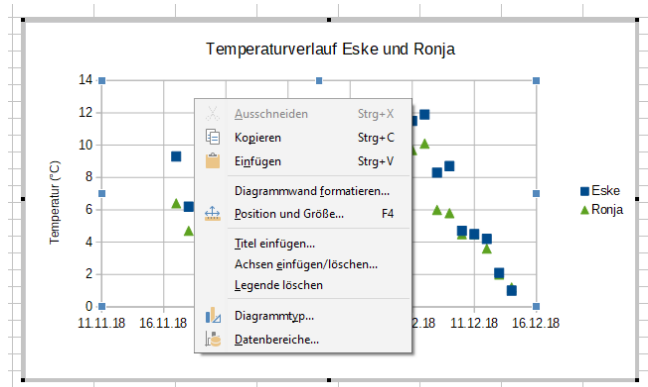 Temperaturverlauf Eske und Ronja
14
12
10
8
6
4
2
0
Temperatur (°C)
11.11.18 16.11.18 11.12.18 16.12.18
Eske
Ronja
Ausschneiden Strg+X
Kopieren Strg+C
Einfügen Strg+V
Diagrammwand formatieren...
Position und Größe... F4
Titel einfügen...
Achsen einfügen/löschen...
Legende löschen
Diagrammtyp...
Datenbereiche...